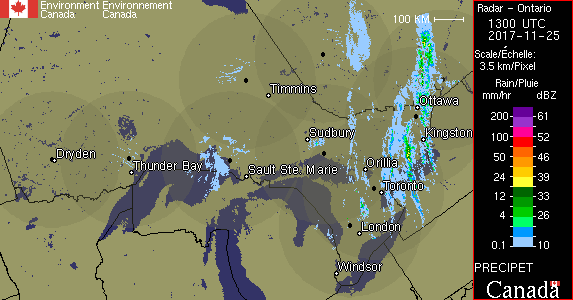 Environment Environnement
Canada Canada
100 KM
Timmins
Ottawa
Sudbury
Kingston
Dryden
Thunder Bay
Sault Ste. Marie
Orillia
Toronto
London
Windsor
Radar - Ontario
1300 UTC
2017-11-25
Scale/Échelle:
3.5 km/Pixel
Rain/Pluie
mm/hr dBZ
200 61
100 52
50 46
24 39
12 33
4 26
0.1 10
PRECIPET
Canada